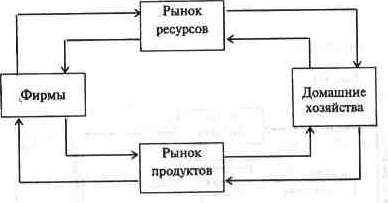 Рынок
ресурсов
Фирмы
Домашние
хозяйства
Рынок
продуктов